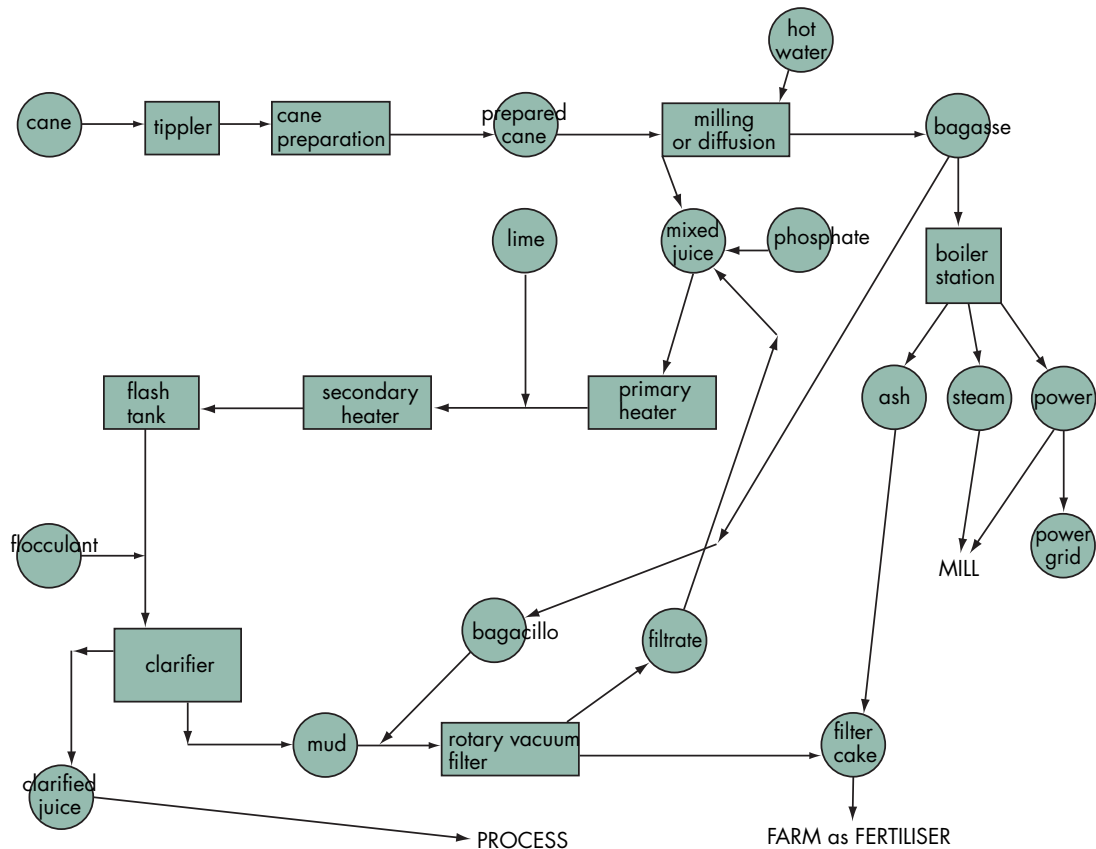 hot
water
cane
tippler
cane
preparation
prepared
cane
milling
or diffusion
bagasse
lime
mixed
juice
phosphate
boiler
station
flash
tank
secondary
heater
primary
heater
ash
steam
power
flocculant
power
grid
MILL
bagacillo
filtrate
clarifier
mud
rotary vacuum
filter
filter
cake
clarified
juice
PROCESS
FARM as FERTILISER